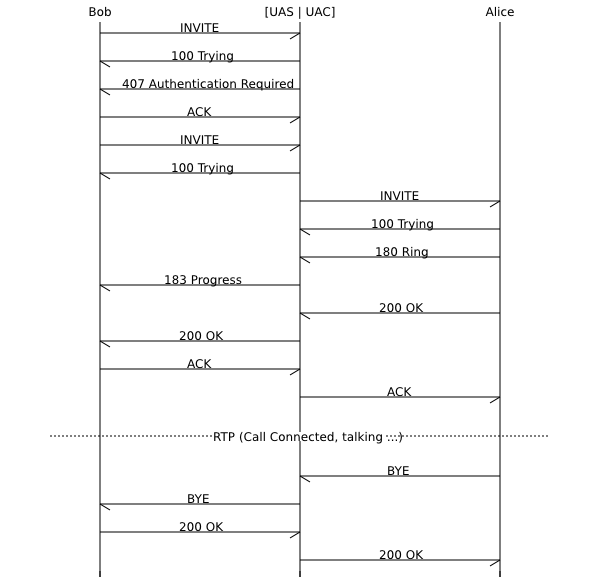 Bob [UAS | UAC] Alice
INVITE
100 Trying
407 Authentication Required
ACK
INVITE
100 Trying
INVITE
100 Trying
180 Ring
183 Progress
200 OK
200 OK
ACK
ACK
RTP (Call Connected, talking ...)
BYE
BYE
200 OK
200 OK